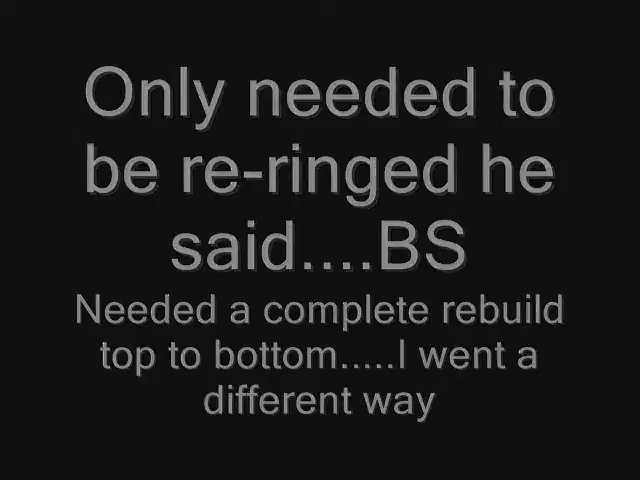 Only needed to
be re-ringed he
said....BS
Needed a complete rebuild
top to bottom.....I went a
different way